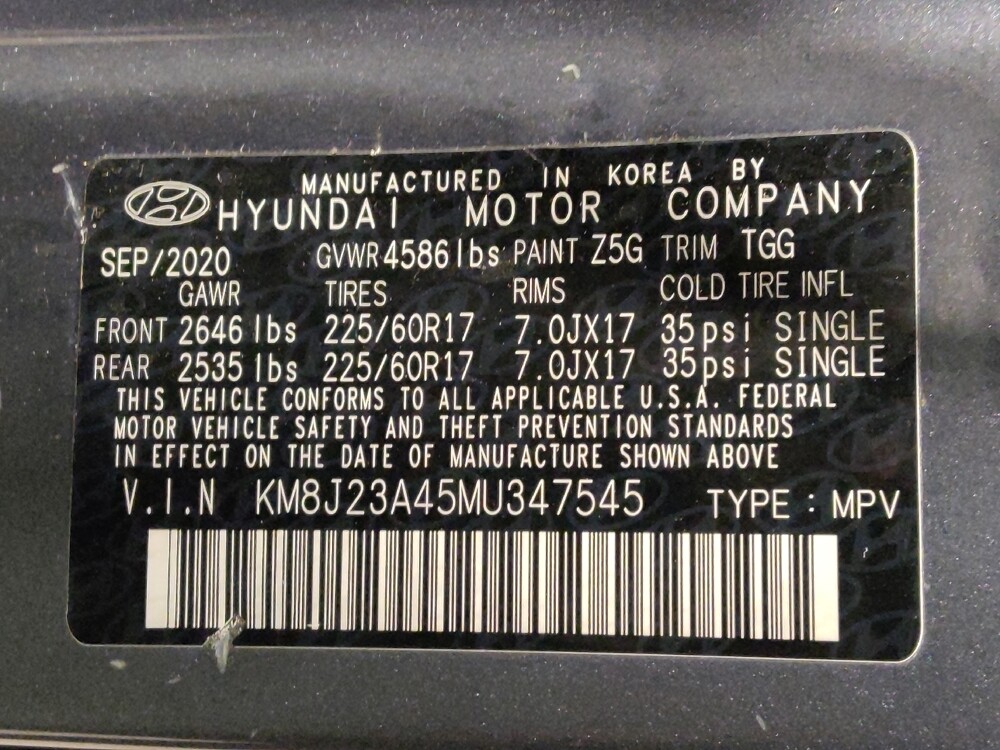 MANUFACTURED IN KOREA BY
HYUNDAI MOTOR COMPANY
SEP/2020 GVWR 4586 lbs PAINT Z5G TRIM TGG
GAWR TIRES RIMS COLD TIRE INFL
FRONT 2646 lbs 225/60R17 7.0JX17 35psi SINGLE
REAR 2535 lbs 225/60R17 7.0JX17 35psi SINGLE
THIS VEHICLE CONFORMS TO ALL APPLICABLE U.S.A. FEDERAL
MOTOR VEHICLE SAFETY AND THEFT PREVENTION STANDARDS
IN EFFECT ON THE DATE OF MANUFACTURE SHOWN ABOVE
V.I.N KM8J23A45MU347545 TYPE : MPV